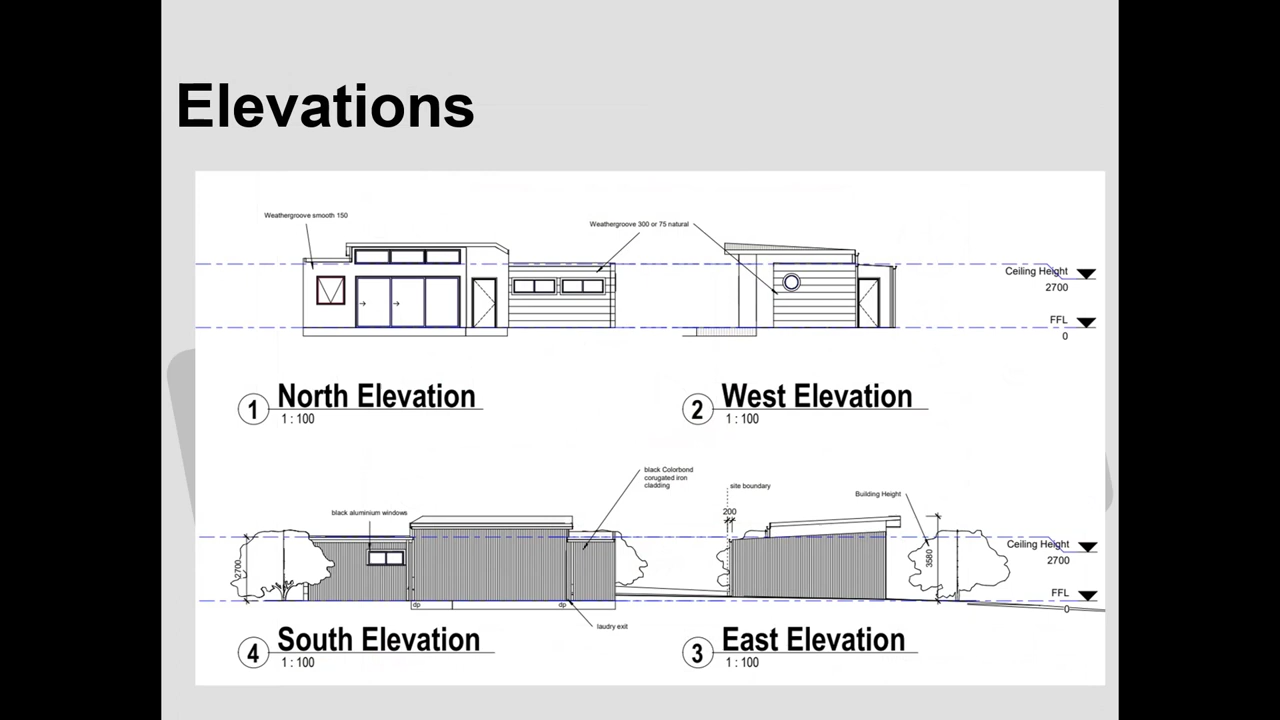 Elevations
Weathergroove smooth 150
Weathergroove 300 or 75 natural
Ceiling Height
2700
FFL
0
1 North Elevation
1 : 100
2 West Elevation
1 : 100
black Colorbond
corugated iron
cladding
site boundary
Building Height
black aluminium windows
200
Ceiling Height
2700
2700
3580
FFL
0
dp
dp
laudry exit
4 South Elevation
1 : 100
3 East Elevation
1 : 100